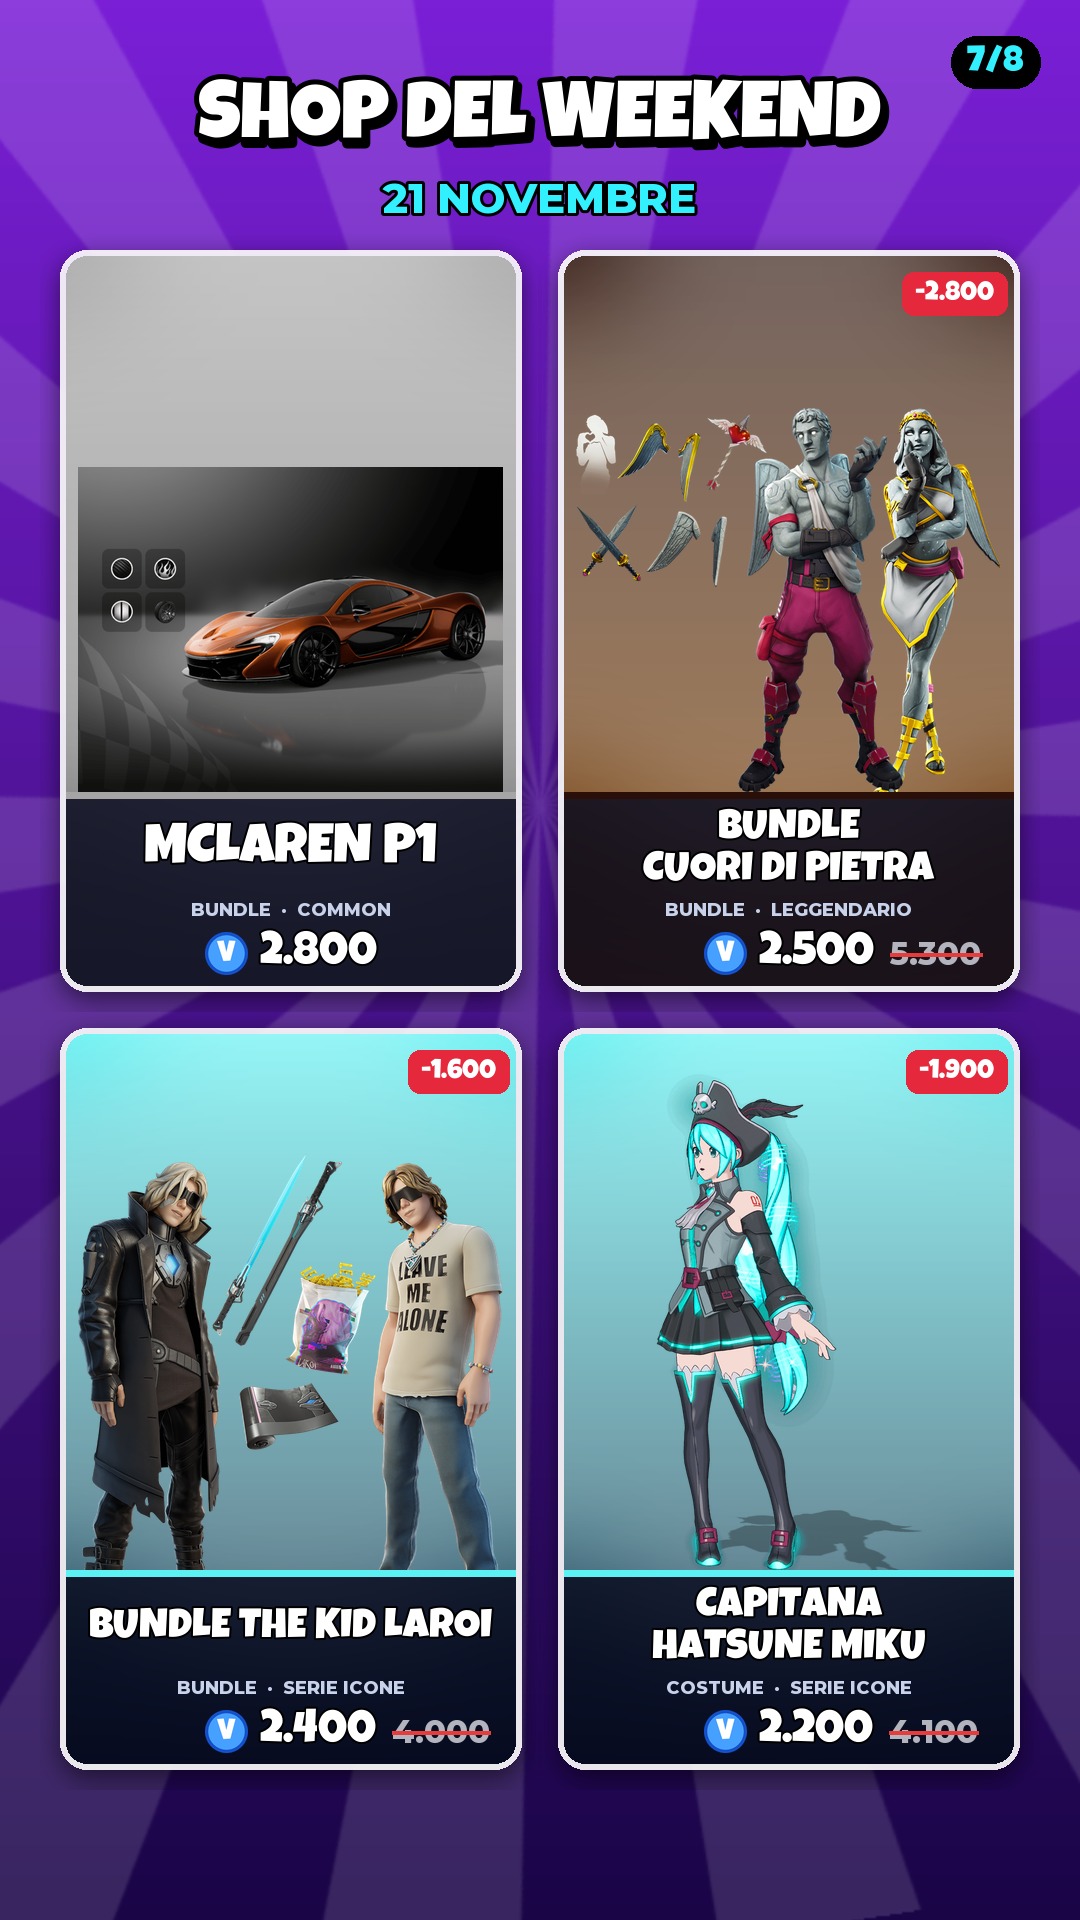 7/8
SHOP DEL WEEKEND
21 NOVEMBRE
MCLAREN P1
BUNDLE · COMMON
V 2.800
-2.800
BUNDLE
CUORI DI PIETRA
BUNDLE · LEGGENDARIO
V 2.500 5.300
-1.600
LEAVE
ME
ALONE
BUNDLE THE KID LAROI
BUNDLE · SERIE ICONE
V 2.400 4.000
-1.900
CAPITANA
HATSUNE MIKU
COSTUME · SERIE ICONE
V 2.200 4.100